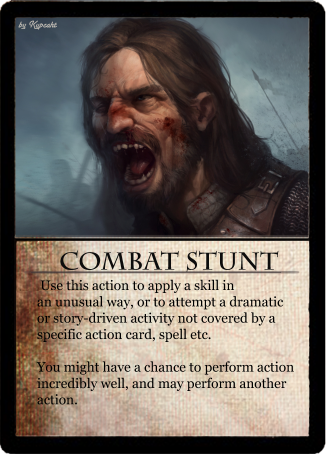 by Kypcaht
COMBAT STUNT
Use this action to apply a skill in
an unusual way, or to attempt a dramatic
or story-driven activity not covered by a
specific action card, spell etc.
You might have a chance to perform action
incredibly well, and may perform another
action.